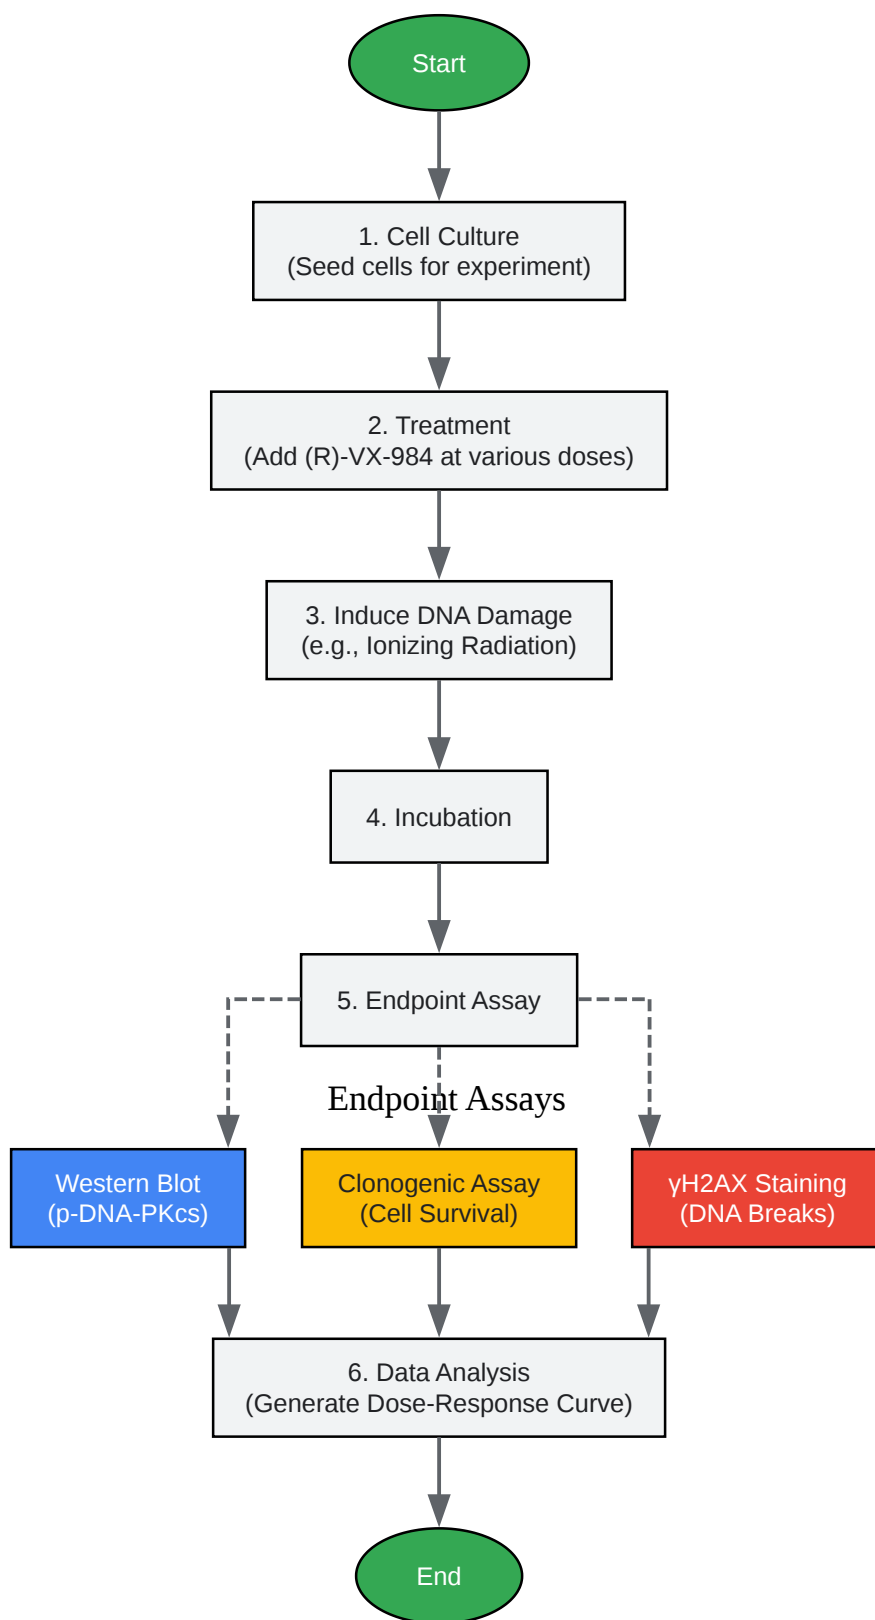 Start
1. Cell Culture
(Seed cells for experiment)
2. Treatment
(Add (R)-VX-984 at various doses)
3. Induce DNA Damage
(e.g., Ionizing Radiation)
4. Incubation
5. Endpoint Assay
Endpoint Assays
Western Blot
(p-DNA-PKcs)
Clonogenic Assay
(Cell Survival)
γH2AX Staining
(DNA Breaks)
6. Data Analysis
(Generate Dose-Response Curve)
End